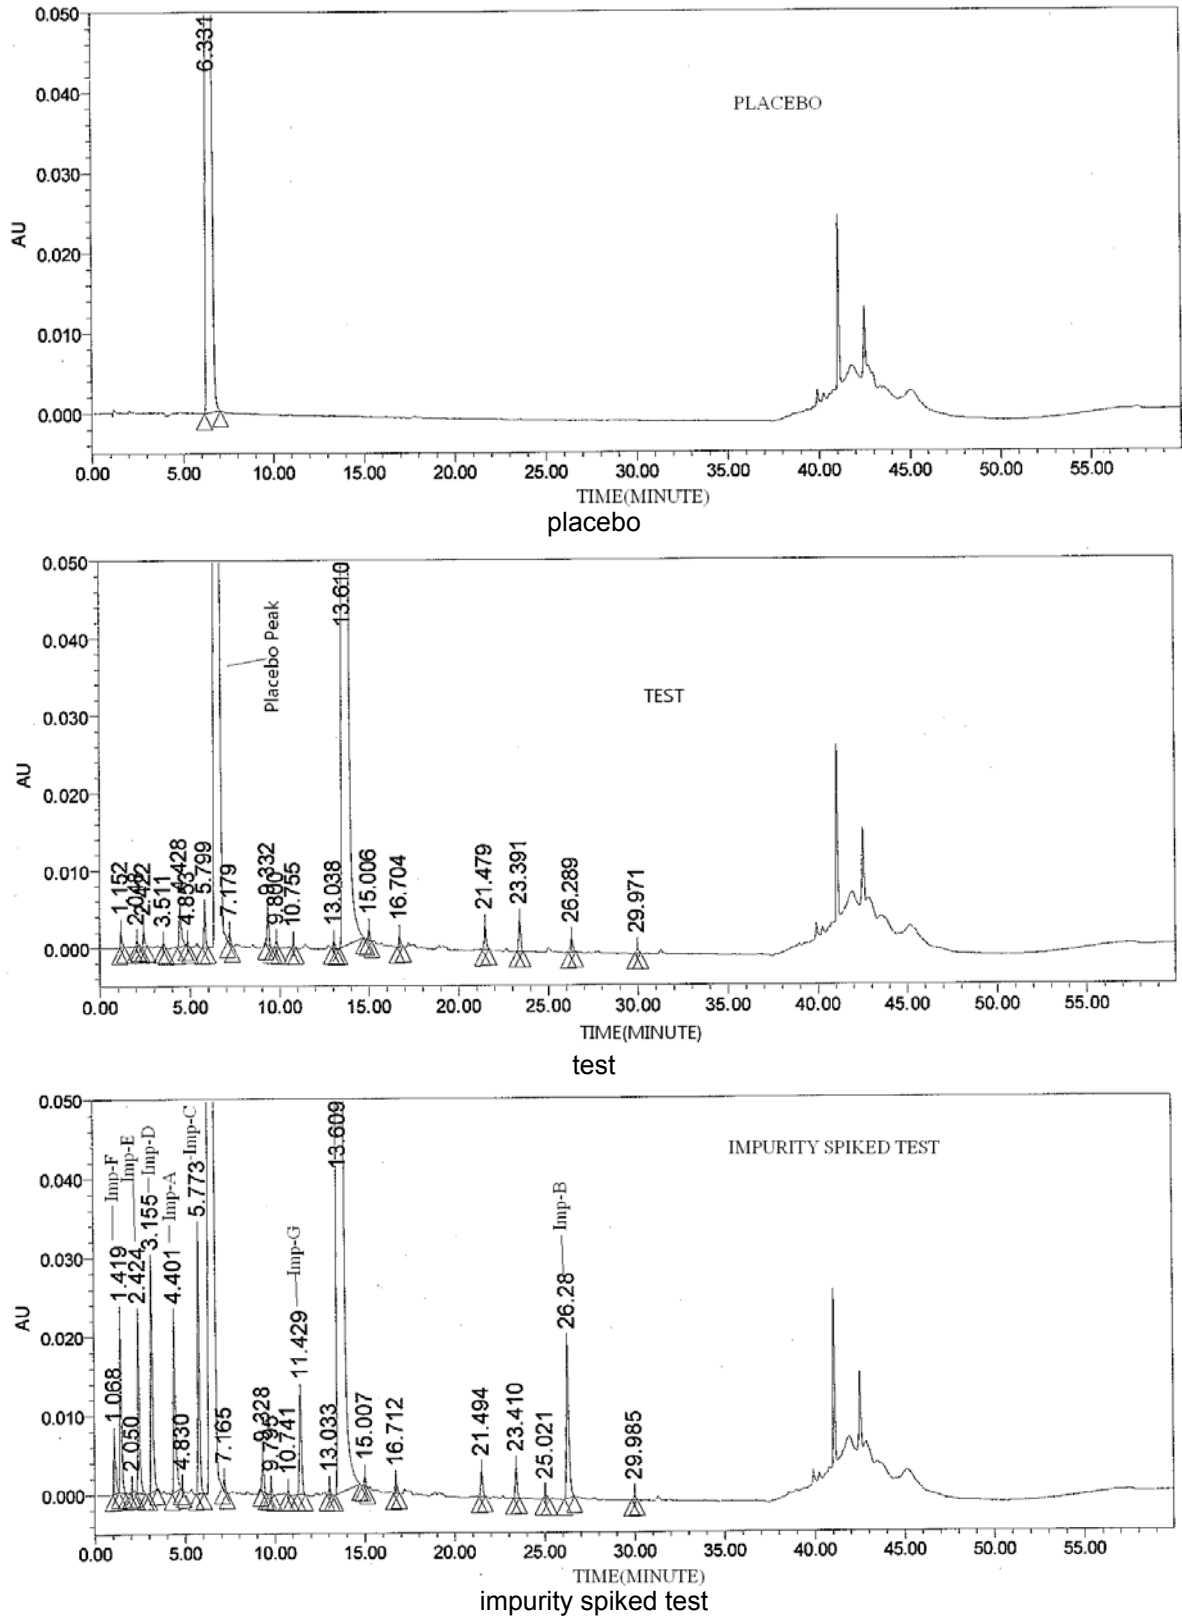 0.050
6.331
PLACEBO
0.040
0.030
AU
0.020
0.010
0.000
0.00 5.00 10.00 15.00 20.00 25.00 30.00 35.00 40.00 45.00 50.00 55.00
TIME(MINUTE)
placebo
0.050
13.610
0.040
Placebo Peak
TEST
0.030
AU
0.020
0.010
1.152 2.422 3.511 4.428 4.853 5.799 7.179 9.332 9.800 10.755 13.038 15.006 16.704 21.479 23.391 26.289 29.971
0.000
0.00 5.00 10.00 15.00 20.00 25.00 30.00 35.00 40.00 45.00 50.00 55.00
TIME(MINUTE)
test
0.050
Imp-F Imp-E Imp-D Imp-A Imp-C
13.609
IMPURITY SPIKED TEST
0.040
Imp-G
Imp-B
0.030
AU
0.020
0.010
1.068 1.419 2.050 2.424 3.155 4.401 4.830 5.773 7.165 9.328 9.795 10.741 11.429 13.033 15.007 16.712 21.494 23.410 25.021 26.28 29.985
0.000
0.00 5.00 10.00 15.00 20.00 25.00 30.00 35.00 40.00 45.00 50.00 55.00
TIME(MINUTE)
impurity spiked test